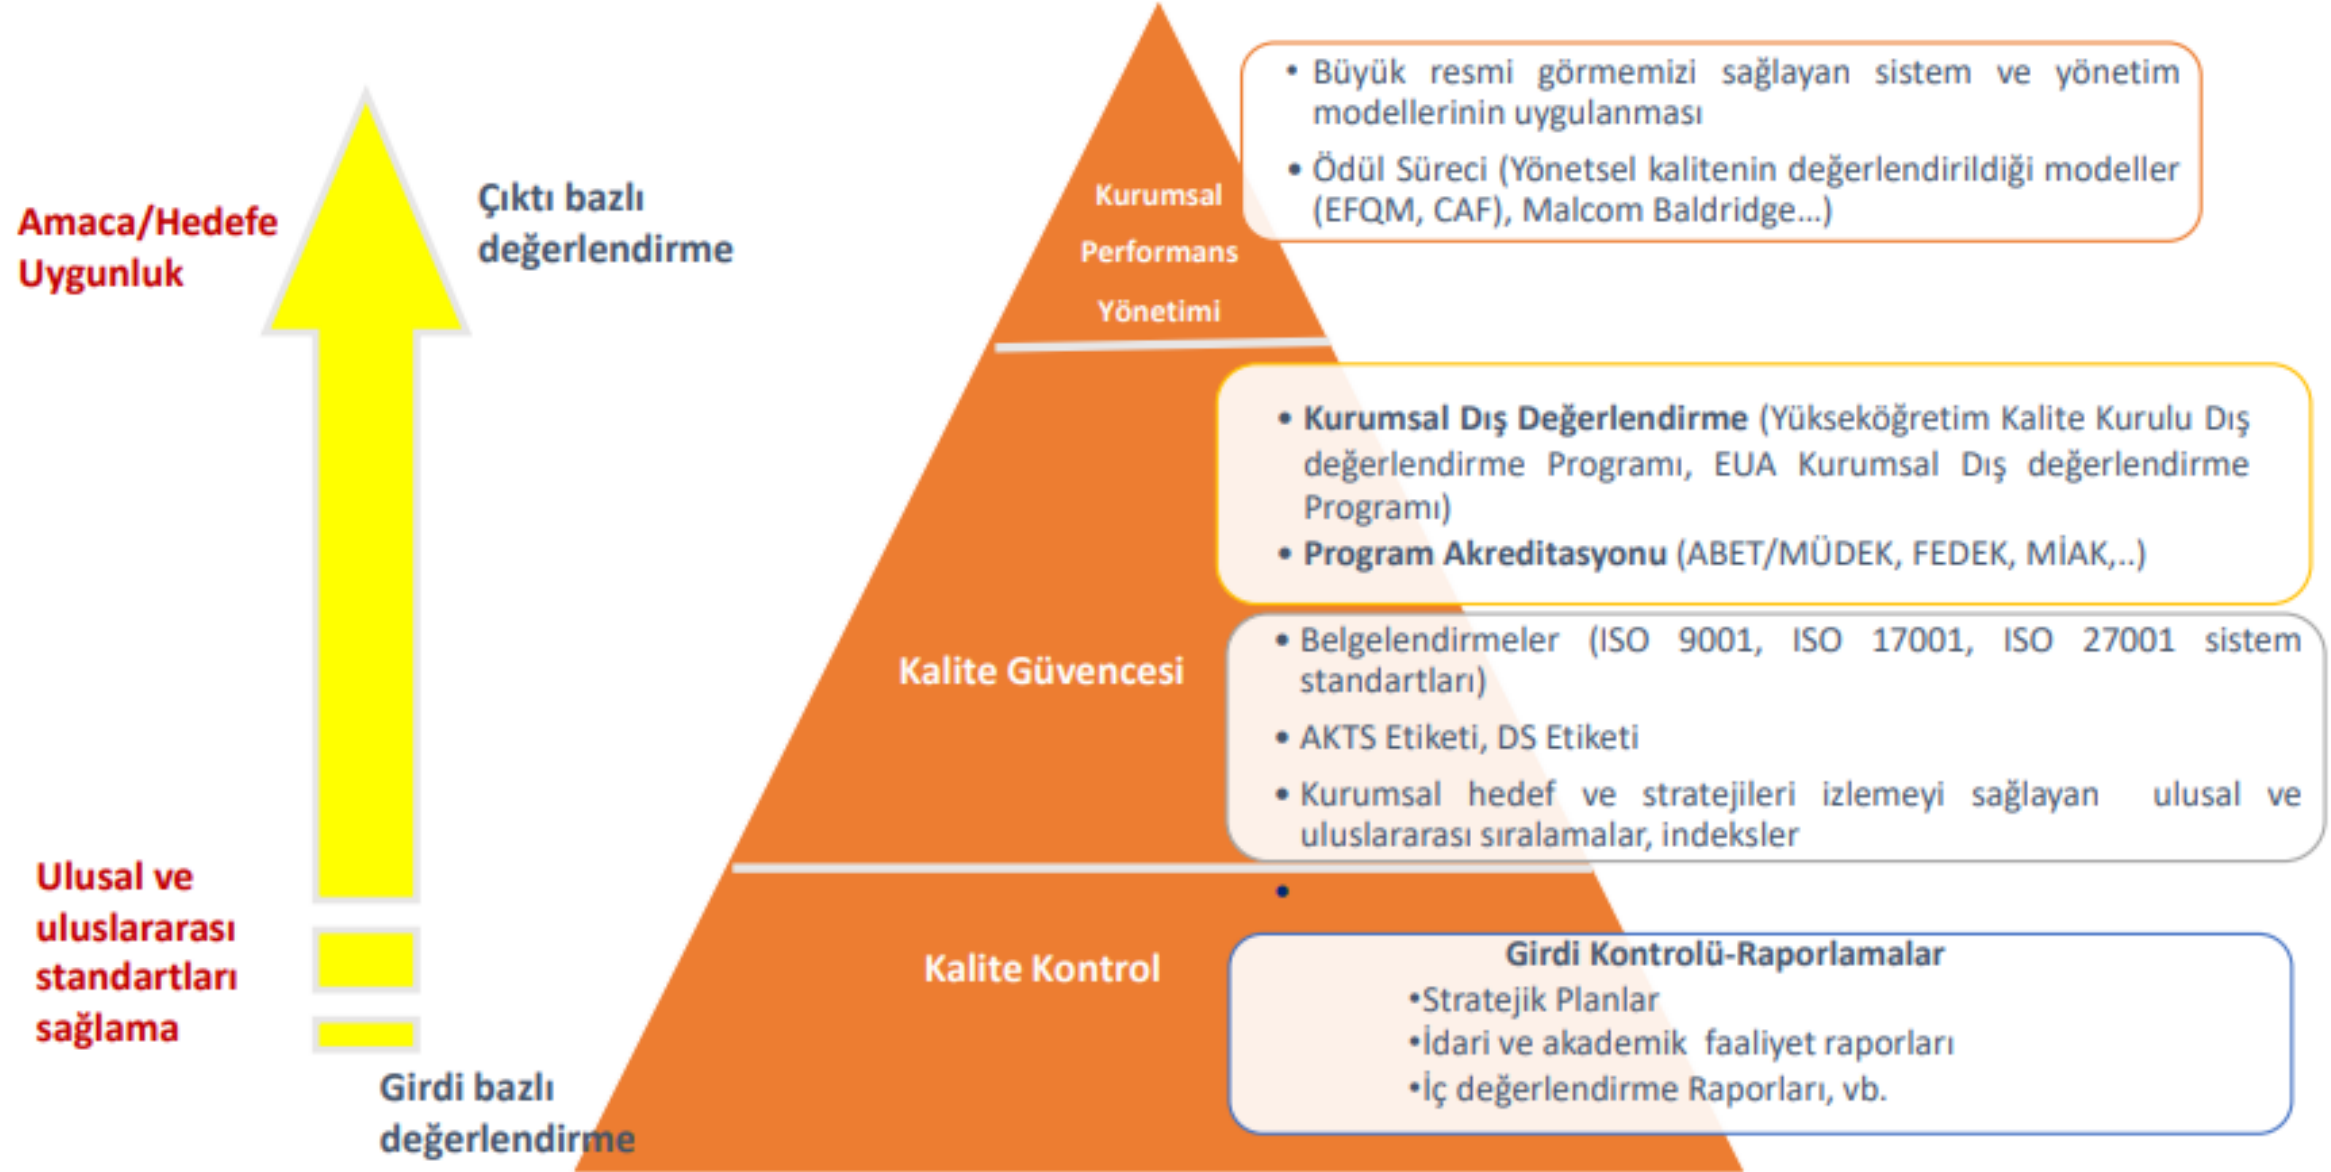 Amaca/Hedefe
Uygunluk
Çıktı bazlı
değerlendirme
Ulusal ve
uluslararası
standartları
sağlama
Girdi bazlı
değerlendirme
Kurumsal
Performans
Yönetimi
• Büyük resmi görmemizi sağlayan sistem ve yönetim
modellerinin uygulanması
• Ödül Süreci (Yönetsel kalitenin değerlendirildiği modeller
(EFQM, CAF), Malcom Baldridge...)
Kalite Güvencesi
• Kurumsal Dış Değerlendirme (Yükseköğretim Kalite Kurulu Dış
değerlendirme Programı, EUA Kurumsal Dış değerlendirme
Programı)
• Program Akreditasyonu (ABET/MÜDEK, FEDEK, MİAK,..)
• Belgelendirmeler (ISO 9001, ISO 17001, ISO 27001 sistem
standartları)
• AKTS Etiketi, DS Etiketi
• Kurumsal hedef ve stratejileri izlemeyi sağlayan ulusal ve
uluslararası sıralamalar, indeksler
•
Kalite Kontrol
Girdi Kontrolü-Raporlamalar
•Stratejik Planlar
•İdari ve akademik faaliyet raporları
•İç değerlendirme Raporları, vb.